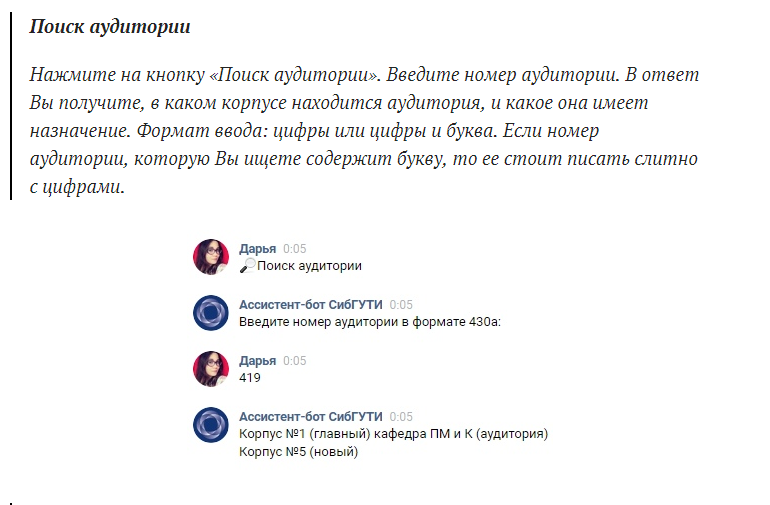 Поиск аудитории
Нажмите на кнопку «Поиск аудитории». Введите номер аудитории. В ответ
Вы получите, в каком корпусе находится аудитория, и какое она имеет
назначение. Формат ввода: цифры или цифры и буква. Если номер
аудитории, которую Вы ищете содержит букву, то ее стоит писать слитно
с цифрами.
Дарья 0:05
🔎Поиск аудитории
Ассистент-бот СибГУТИ 0:05
Введите номер аудитории в формате 430а:
Дарья 0:05
419
Ассистент-бот СибГУТИ 0:05
Корпус №1 (главный) кафедра ПМ и К (аудитория)
Корпус №5 (новый)
.